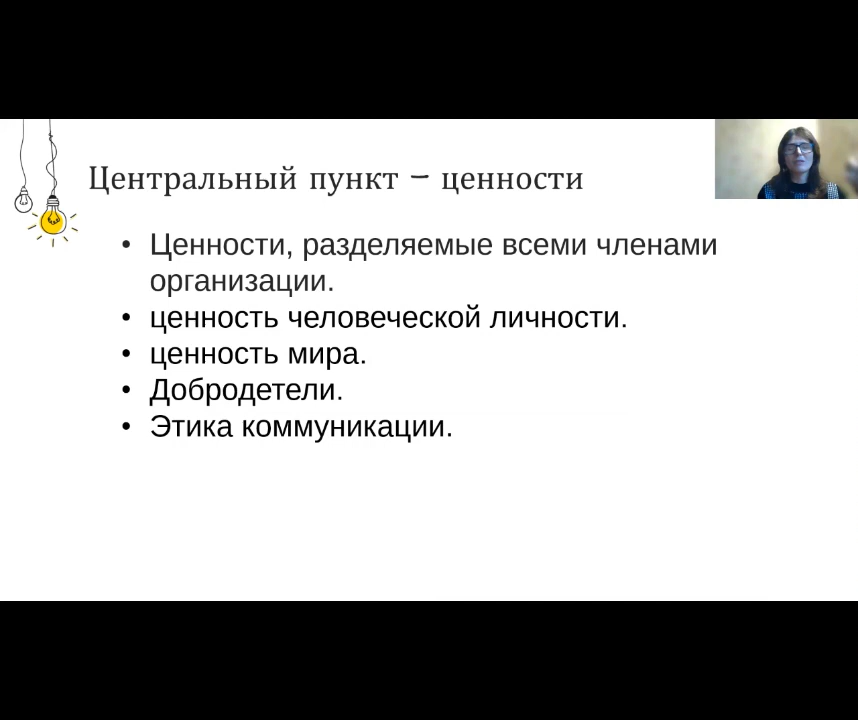 Центральный пункт – ценности
• Ценности, разделяемые всеми членами
организации.
• ценность человеческой личности.
• ценность мира.
• Добродетели.
• Этика коммуникации.